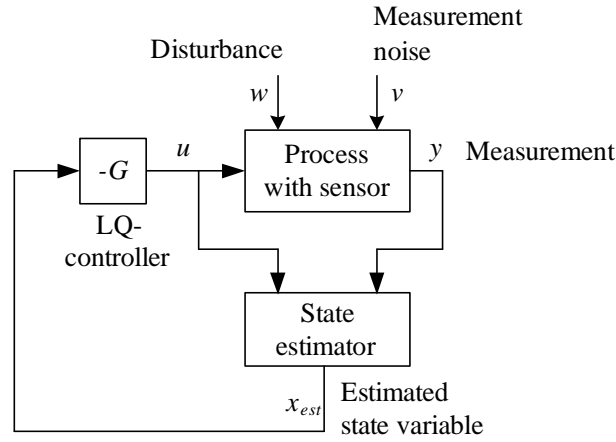 Measurement
noise
Disturbance
w
v
-G
u
Process
with sensor
y
Measurement
LQ-
controller
State
estimator
x_est
Estimated
state variable